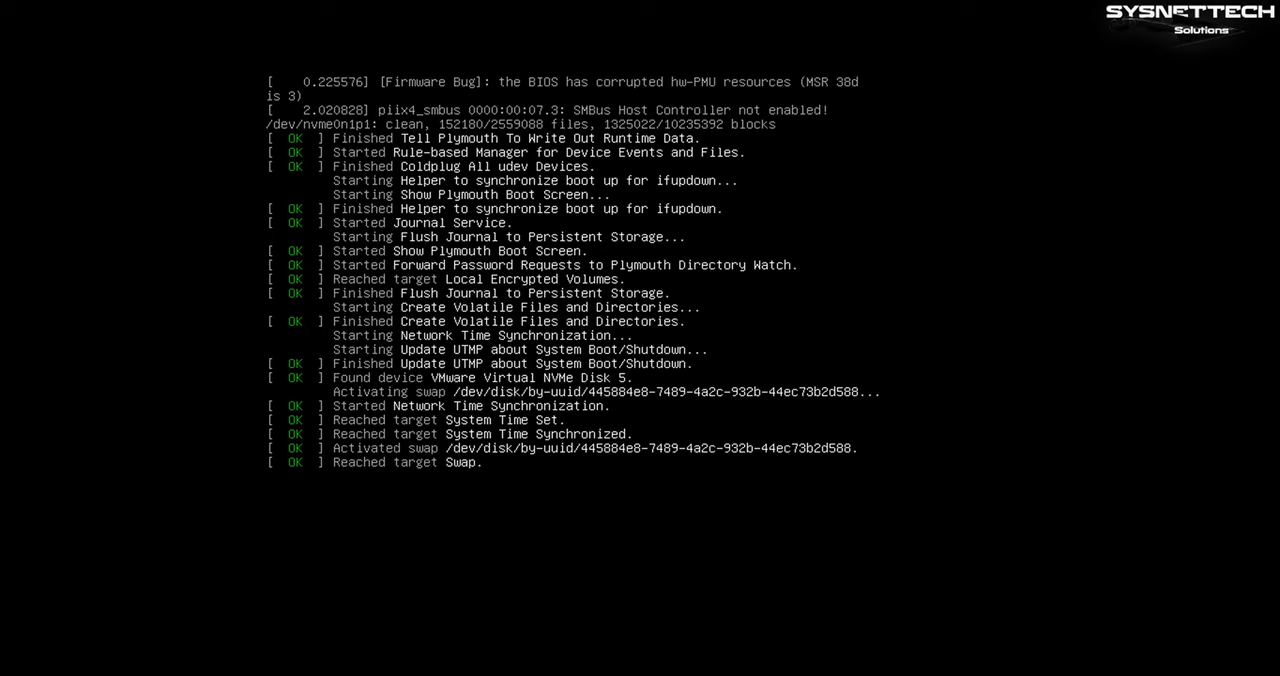 SYSNETTECH
Solutions
[    0.225576] [Firmware Bug]: the BIOS has corrupted hw-PMU resources (MSR 38d
is 3)
[    2.020828] piix4_smbus 0000:00:07.3: SMBus Host Controller not enabled!
/dev/nvme0n1p1: clean, 152180/2559088 files, 1325022/10235392 blocks
[  OK  ] Finished Tell Plymouth To Write Out Runtime Data.
[  OK  ] Started Rule-based Manager for Device Events and Files.
[  OK  ] Finished Coldplug All udev Devices.
         Starting Helper to synchronize boot up for ifupdown...
         Starting Show Plymouth Boot Screen...
[  OK  ] Finished Helper to synchronize boot up for ifupdown.
[  OK  ] Started Journal Service.
         Starting Flush Journal to Persistent Storage...
[  OK  ] Started Show Plymouth Boot Screen.
[  OK  ] Started Forward Password Requests to Plymouth Directory Watch.
[  OK  ] Reached target Local Encrypted Volumes.
[  OK  ] Finished Flush Journal to Persistent Storage.
         Starting Create Volatile Files and Directories...
[  OK  ] Finished Create Volatile Files and Directories.
         Starting Network Time Synchronization...
         Starting Update UTMP about System Boot/Shutdown...
[  OK  ] Finished Update UTMP about System Boot/Shutdown.
[  OK  ] Found device VMware Virtual NVMe Disk 5.
         Activating swap /dev/disk/by-uuid/445884e8-7489-4a2c-932b-44ec73b2d588...
[  OK  ] Started Network Time Synchronization.
[  OK  ] Reached target System Time Set.
[  OK  ] Reached target System Time Synchronized.
[  OK  ] Activated swap /dev/disk/by-uuid/445884e8-7489-4a2c-932b-44ec73b2d588.
[  OK  ] Reached target Swap.